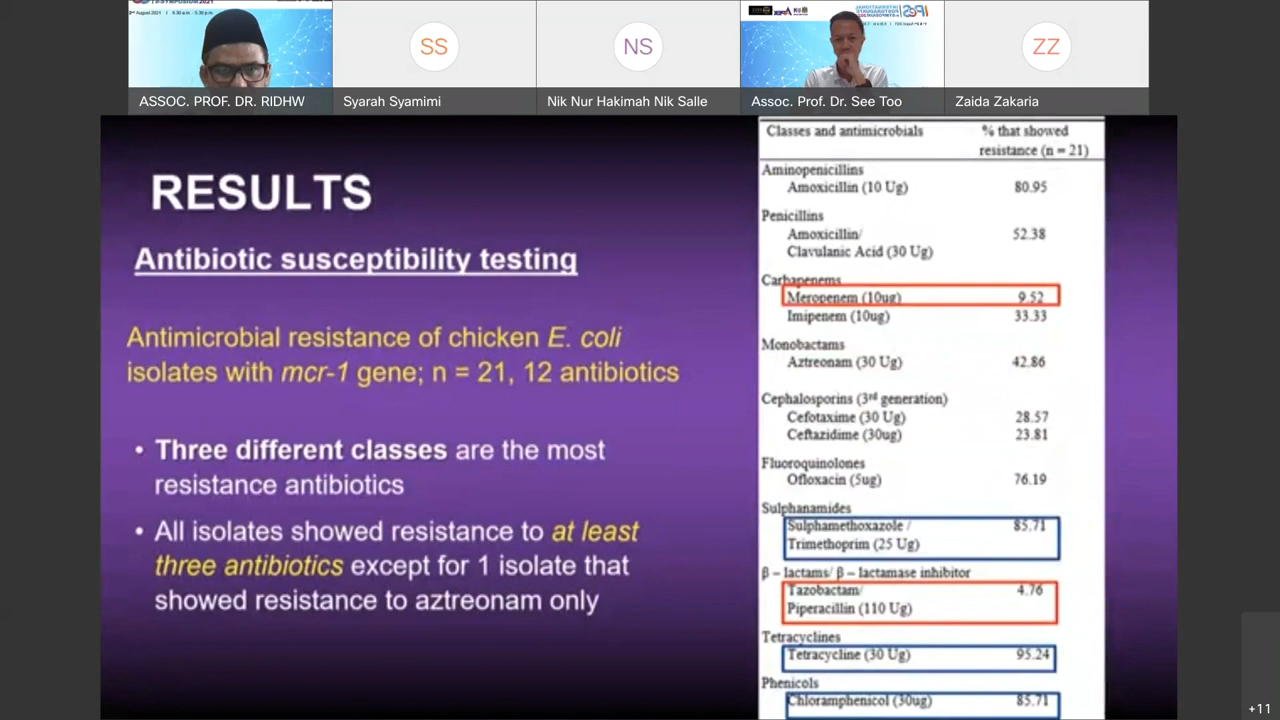 ASSOC. PROF. DR. RIDHW
SS
Syarah Syamimi
NS
Nik Nur Hakimah Nik Salle
Assoc. Prof. Dr. See Too
ZZ
Zaida Zakaria
RESULTS
Antibiotic susceptibility testing
Antimicrobial resistance of chicken E. coli
isolates with mcr-1 gene; n = 21, 12 antibiotics
• Three different classes are the most
resistance antibiotics
• All isolates showed resistance to at least
three antibiotics except for 1 isolate that
showed resistance to aztreonam only
Classes and antimicrobials % that showed
resistance (n = 21)
Aminopenicillins
Amoxicillin (10 Ug) 80.95
Penicillins
Amoxicillin/ 52.38
Clavulanic Acid (30 Ug)
Carbapenems
Meropenem (10ug) 9.52
Imipenem (10ug) 33.33
Monobactams
Aztreonam (30 Ug) 42.86
Cephalosporins (3rd generation)
Cefotaxime (30 Ug) 28.57
Ceftazidime (30ug) 23.81
Fluoroquinolones
Ofloxacin (5ug) 76.19
Sulphanamides
Sulphamethoxazole / 85.71
Trimethoprim (25 Ug)
β – lactams/ β – lactamase inhibitor
Tazobactam/ 4.76
Piperacillin (110 Ug)
Tetracyclines
Tetracycline (30 Ug) 95.24
Phenicols
Chloramphenicol (30ug) 85.71
+11